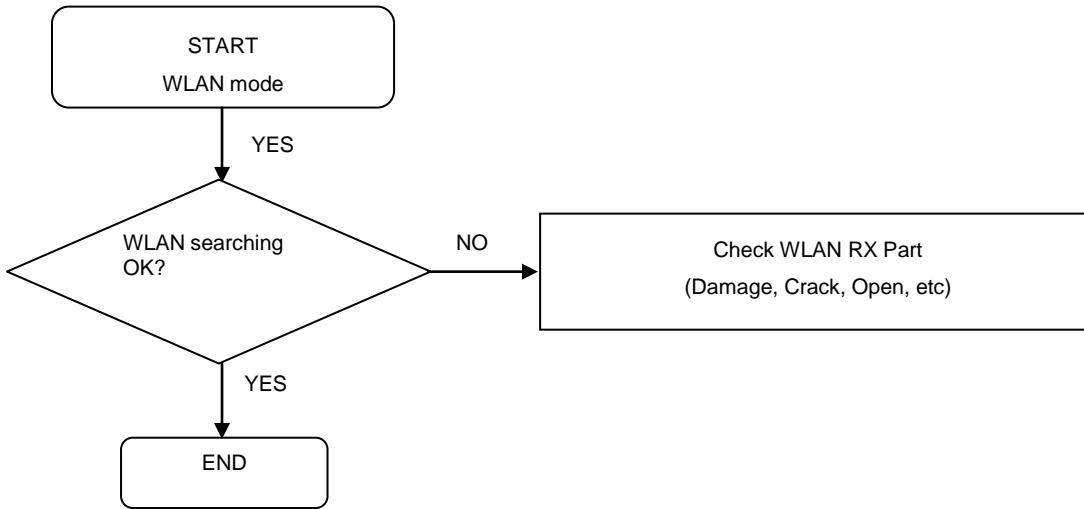 START
WLAN mode
YES
WLAN searching
OK?
NO
Check WLAN RX Part
(Damage, Crack, Open, etc)
YES
END